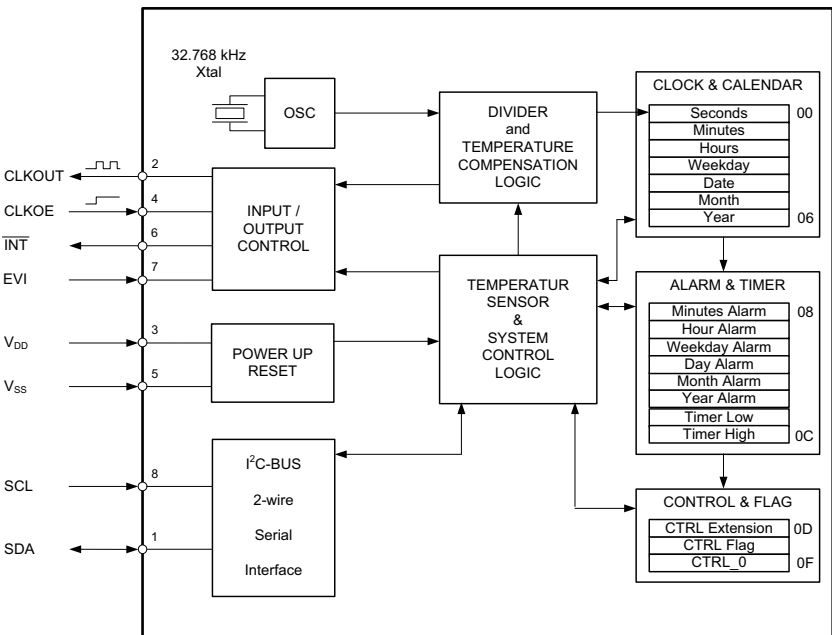 32.768 kHz
Xtal
OSC
DIVIDER
and
TEMPERATURE
COMPENSATION
LOGIC
CLOCK & CALENDAR
Seconds 00
Minutes
Hours
Weekday
Date
Month
Year 06
CLKOUT 2
CLKOE 4
INT 6
EVI 7
INPUT /
OUTPUT
CONTROL
TEMPERATUR
SENSOR
&
SYSTEM
CONTROL
LOGIC
ALARM & TIMER
Minutes Alarm 08
Hour Alarm
Weekday Alarm
Day Alarm
Month Alarm
Year Alarm
Timer Low
Timer High 0C
VDD 3
VSS 5
POWER UP
RESET
SCL 8
SDA 1
I²C-BUS
2-wire
Serial
Interface
CONTROL & FLAG
CTRL Extension 0D
CTRL Flag
CTRL_0 0F